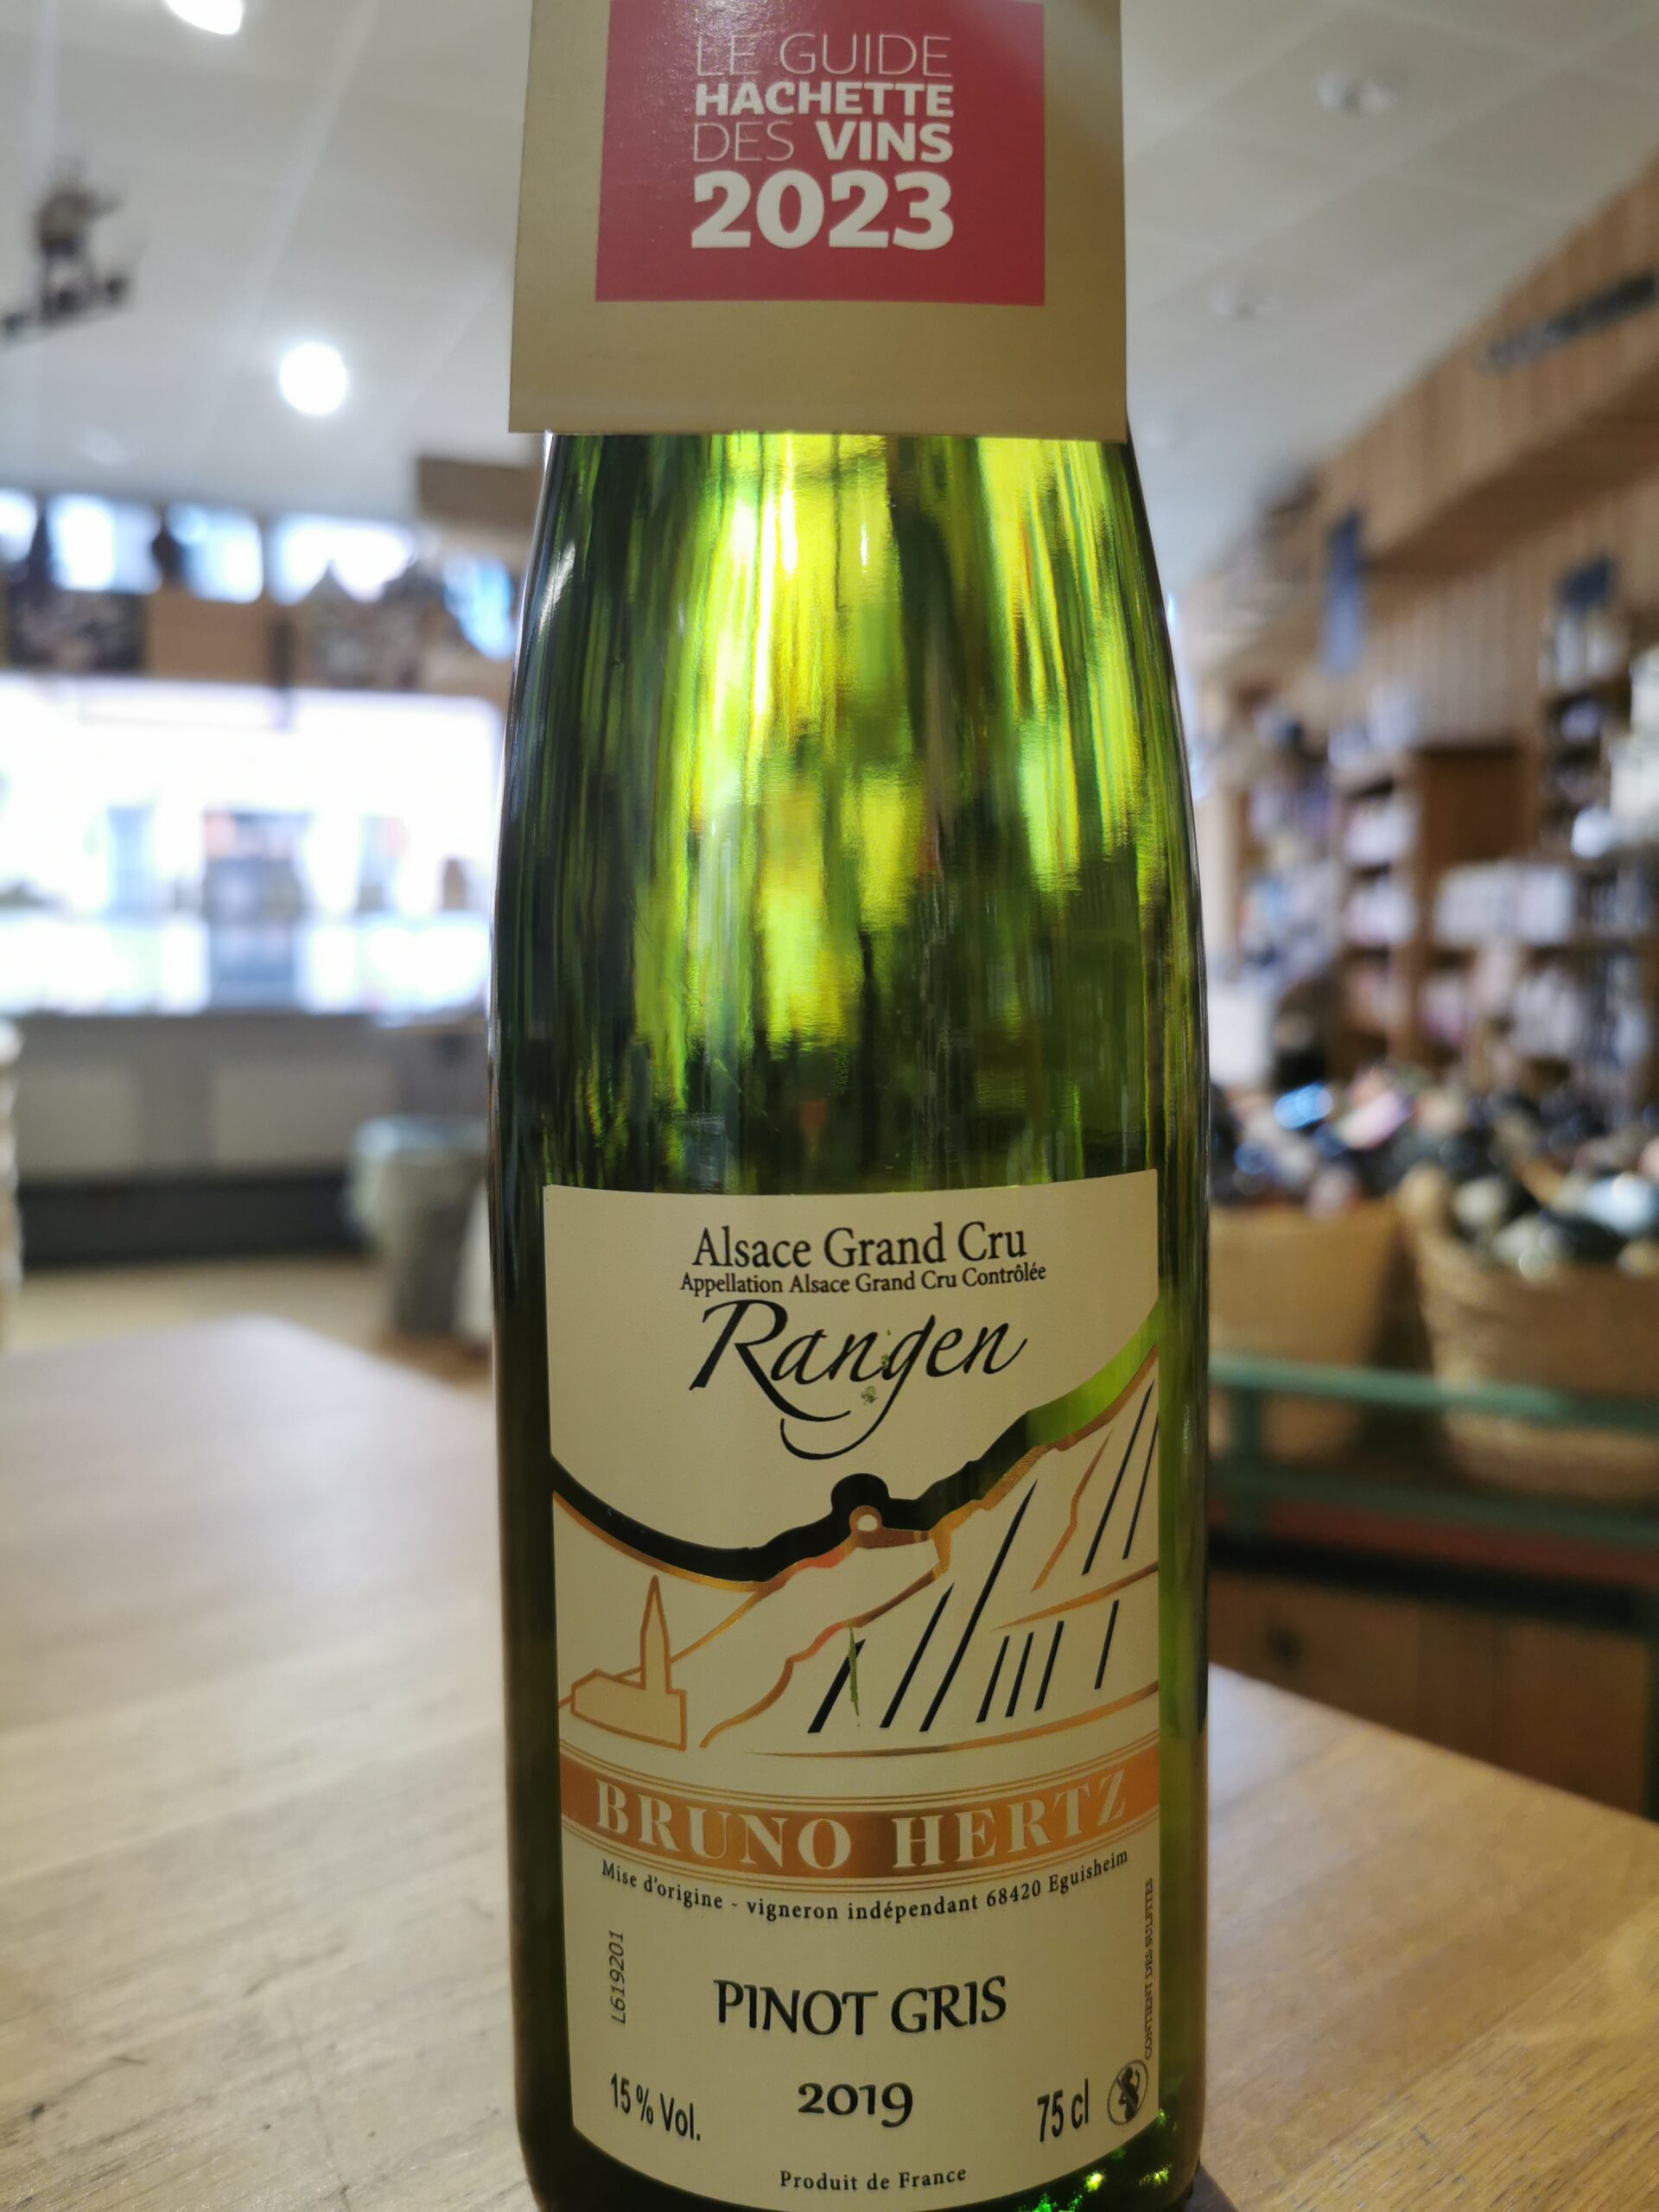 LE GUIDE
HACHETTE
DES VINS
2023
Alsace Grand Cru
Appellation Alsace Grand Cru Contrôlée
Rangen
BRUNO HERTZ
Mise d'origine - vigneron indépendant 68420 Eguisheim
L619201
CONTIENT DES SULFITES
PINOT GRIS
15 % Vol.
2019
75 cl
Produit de France